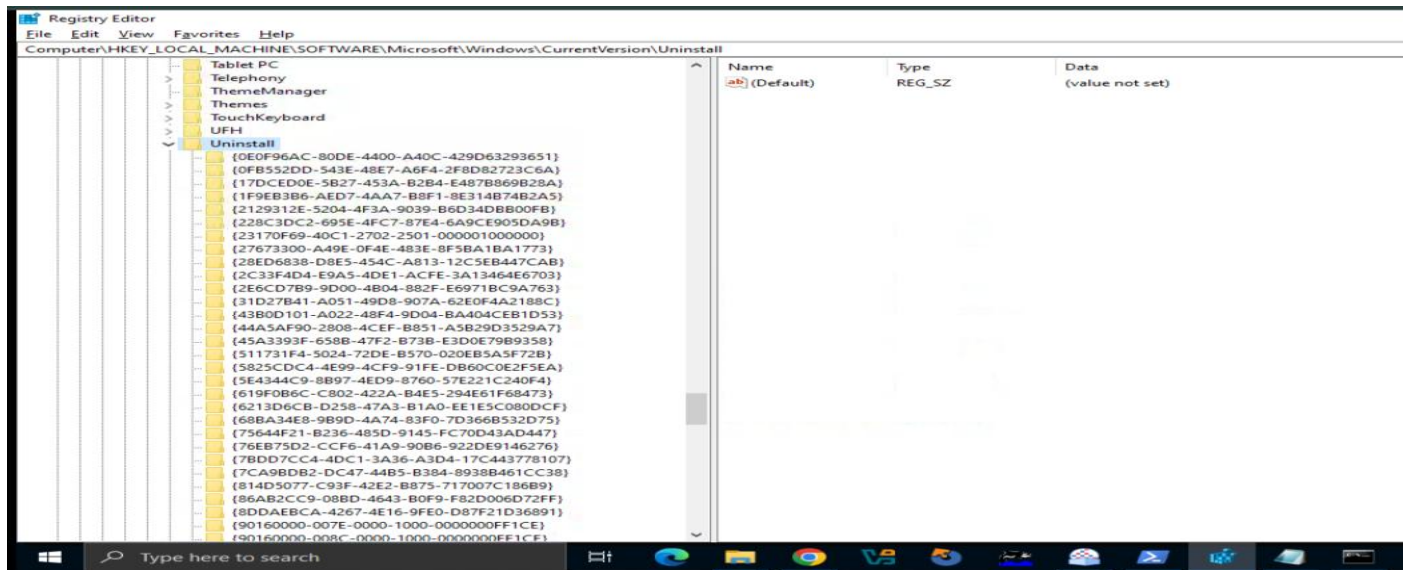 Registry Editor
File Edit View Favorites Help
Computer\HKEY_LOCAL_MACHINE\SOFTWARE\Microsoft\Windows\CurrentVersion\Uninstall
Tablet PC
Telephony
ThemeManager
Themes
TouchKeyboard
UFH
Uninstall
{0E0F96AC-80DE-4400-A40C-429D63293651}
{0FB552DD-543E-48E7-A6F4-2F8D82723C6A}
{17DCED0E-5B27-453A-B2B4-E487B869B28A}
{1F9EB3B6-AED7-4AA7-B8F1-8E314B74B2A5}
{2129312E-5204-4F3A-9039-B6D34DBB00FB}
{228C3DC2-695E-4FC7-87E4-6A9CE905DA9B}
{23170F69-40C1-2702-2501-000001000000}
{27673300-A49E-0F4E-483E-8F5BA1BA1773}
{28ED6838-D8E5-454C-A813-12C5EB447CAB}
{2C33F4D4-E9A5-4DE1-ACFE-3A13464E6703}
{2E6CD7B9-9D00-4B04-882F-E6971BC9A763}
{31D27B41-A051-49D8-907A-62E0F4A2188C}
{43B0D101-A022-48F4-9D04-BA404CEB1D53}
{44A5AF90-2808-4CEF-B851-A5B29D3529A7}
{45A3393F-658B-47F2-B73B-E3D0E79B9358}
{511731F4-5024-72DE-B570-020EB5A5F72B}
{5825CDC4-4E99-4CF9-91FE-DB60C0E2F5EA}
{5E4344C9-8B97-4ED9-8760-57E221C240F4}
{619F0B6C-C802-422A-B4E5-294E61F68473}
{6213D6CB-D258-47A3-B1A0-EE1E5C080DCF}
{68BA34E8-9B9D-4A74-83F0-7D366B532D75}
{75644F21-B236-485D-9145-FC70D43AD447}
{76EB75D2-CCF6-41A9-90B6-922DE9146276}
{7BDD7CC4-4DC1-3A36-A3D4-17C443778107}
{7CA9BDB2-DC47-44B5-B384-8938B461CC38}
{814D5077-C93F-42E2-B875-717007C186B9}
{86AB2CC9-08BD-4643-B0F9-F82D006D72FF}
{8DDAEBCA-4267-4E16-9FE0-D87F21D36891}
{90160000-007E-0000-1000-0000000FF1CE}
{90160000-008C-0000-1000-0000000FF1CE}
Name Type Data
(Default) REG_SZ (value not set)
Type here to search